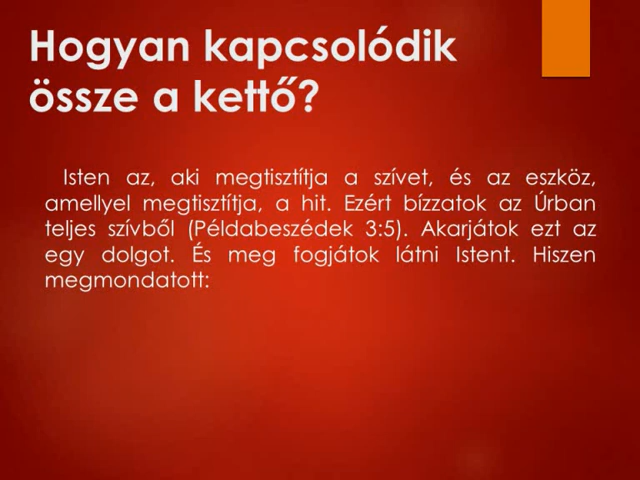 Hogyan kapcsolódik
össze a kettő?
Isten az, aki megtisztítja a szívet, és az eszköz,
amellyel megtisztítja, a hit. Ezért bízzatok az Úrban
teljes szívből (Példabeszédek 3:5). Akarjátok ezt az
egy dolgot. És meg fogjátok látni Istent. Hiszen
megmondatott: